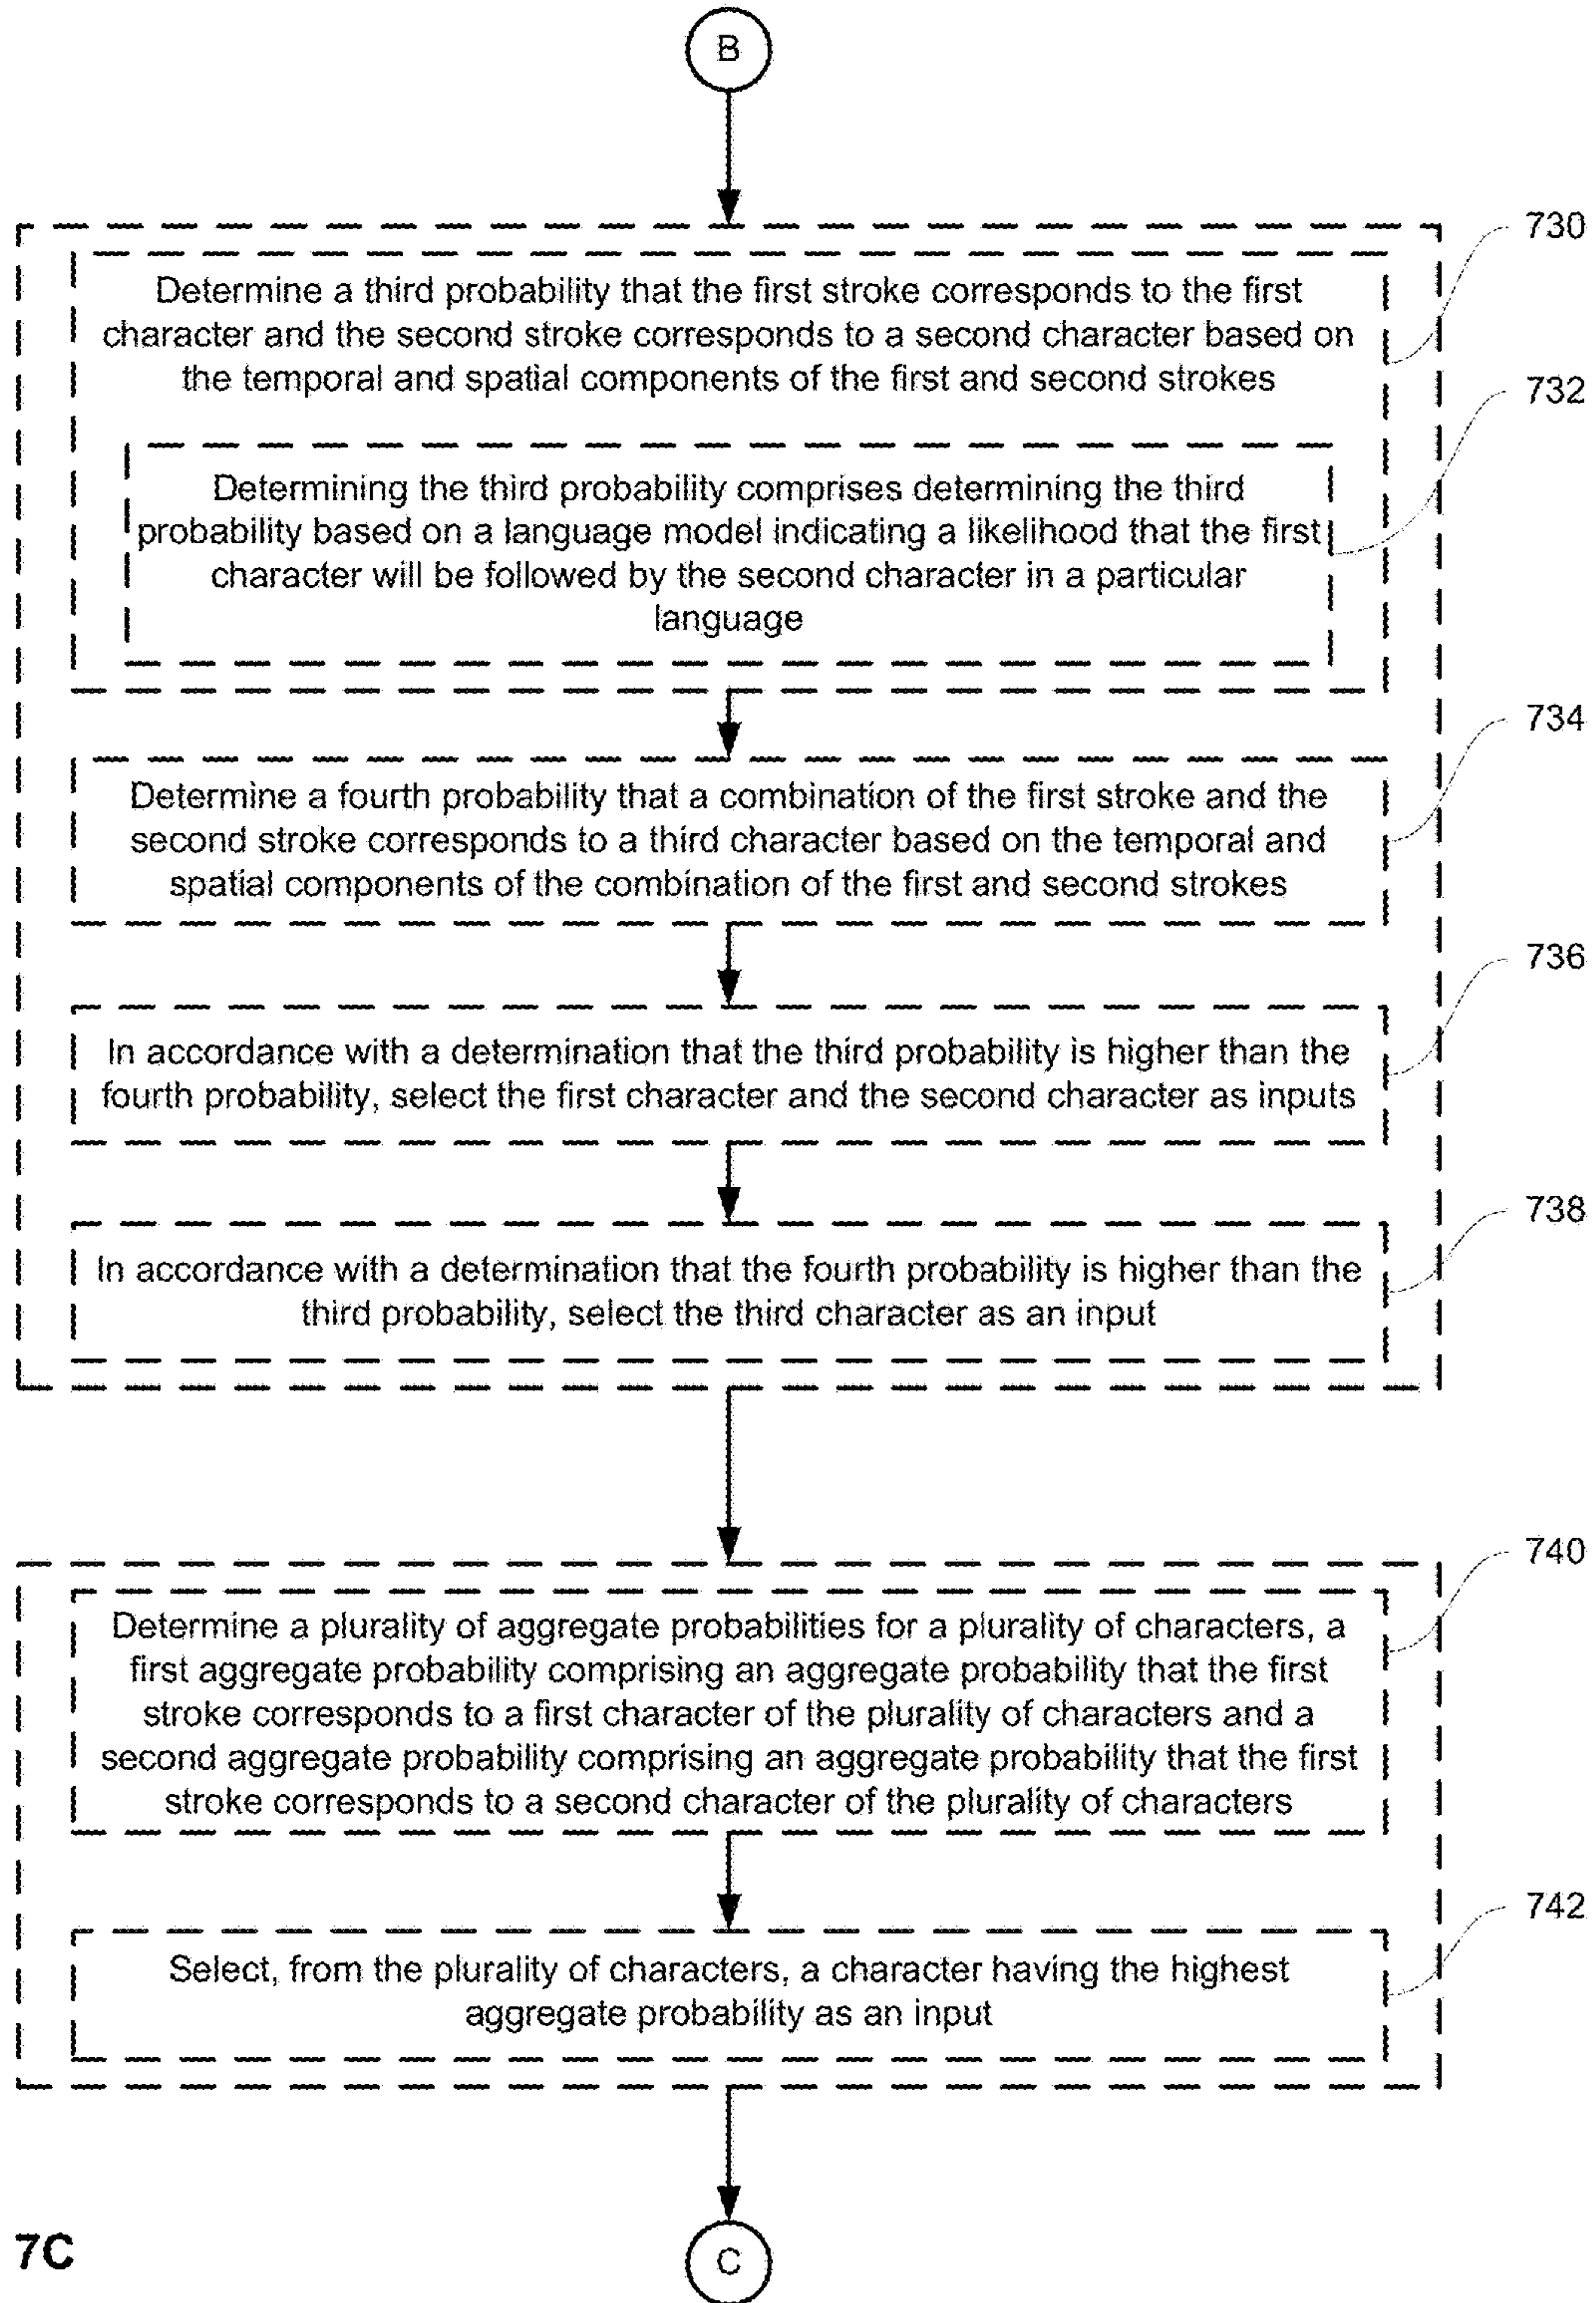 B
730
Determine a third probability that the first stroke corresponds to the first
character and the second stroke corresponds to a second character based on
the temporal and spatial components of the first and second strokes
732
Determining the third probability comprises determining the third
probability based on a language model indicating a likelihood that the first
character will be followed by the second character in a particular
language
734
Determine a fourth probability that a combination of the first stroke and the
second stroke corresponds to a third character based on the temporal and
spatial components of the combination of the first and second strokes
736
In accordance with a determination that the third probability is higher than the
fourth probability, select the first character and the second character as inputs
738
In accordance with a determination that the fourth probability is higher than the
third probability, select the third character as an input
740
Determine a plurality of aggregate probabilities for a plurality of characters, a
first aggregate probability comprising an aggregate probability that the first
stroke corresponds to a first character of the plurality of characters and a
second aggregate probability comprising an aggregate probability that the first
stroke corresponds to a second character of the plurality of characters
742
Select, from the plurality of characters, a character having the highest
aggregate probability as an input
7C
C